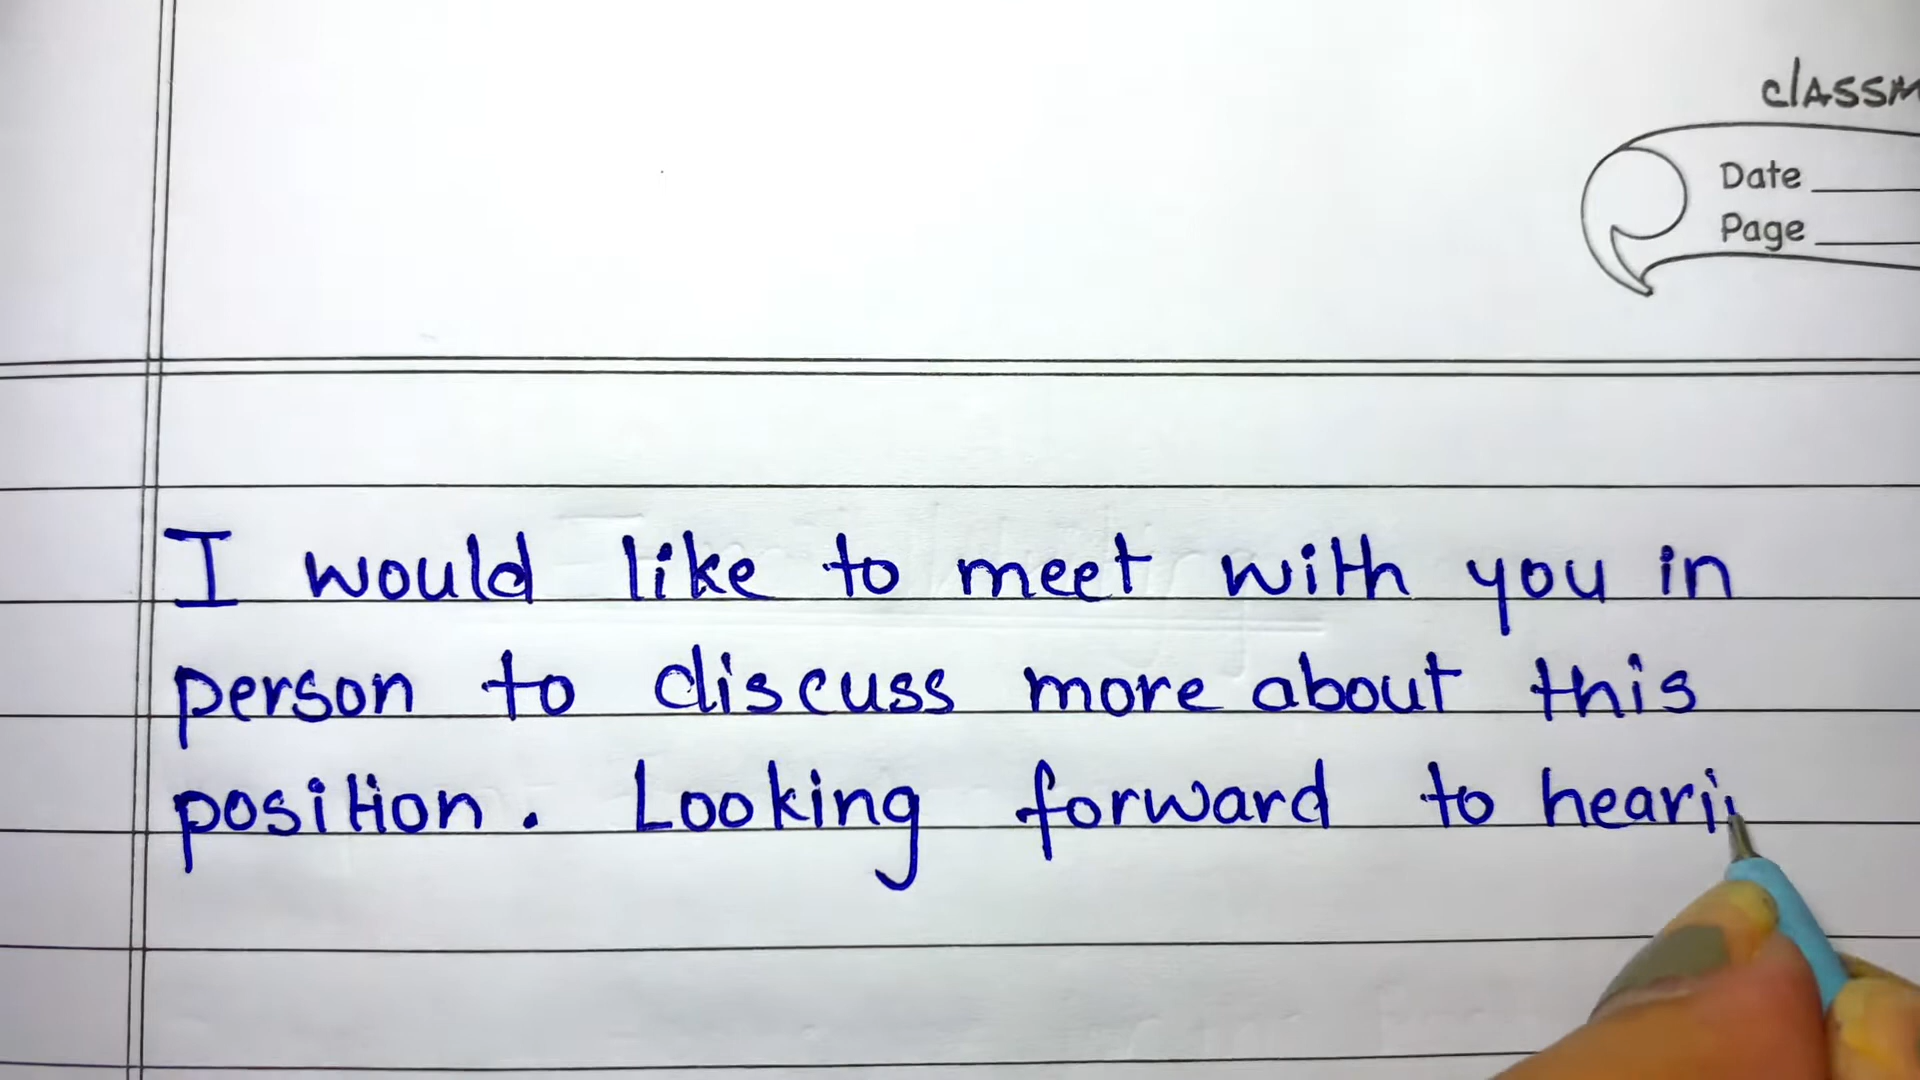 classm
Date
Page
I would like to meet with you in
person to discuss more about this
position. Looking forward to heari